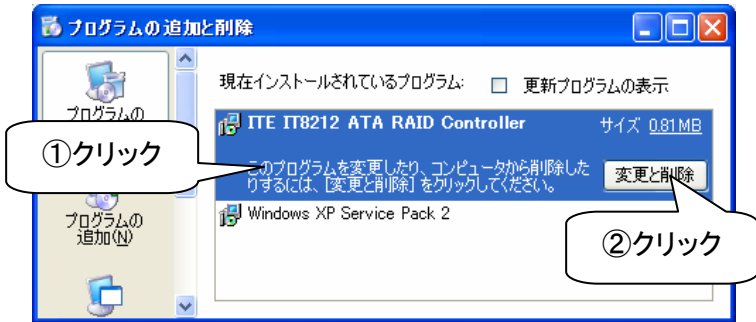 プログラムの追加と削除
現在インストールされているプログラム:
更新プログラムの表示
プログラムの
ITE IT8212 ATA RAID Controller
サイズ 0.81MB
①クリック
このプログラムを変更したり、コンピュータから削除した
りするには、[変更と削除] をクリックしてください。
変更と削除
プログラムの
追加(N)
Windows XP Service Pack 2
②クリック